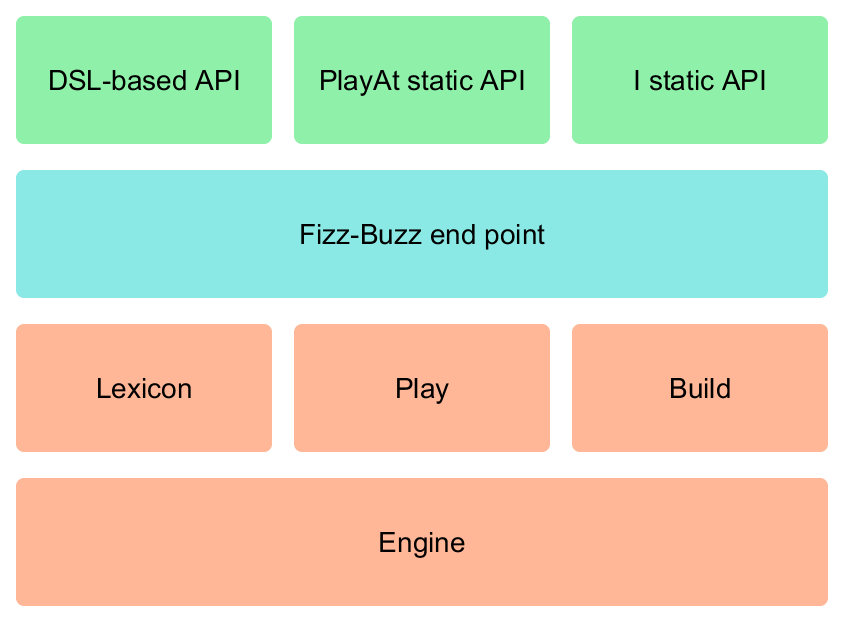 DSL-based API
PlayAt static API
I static API
Fizz-Buzz end point
Lexicon
Play
Build
Engine